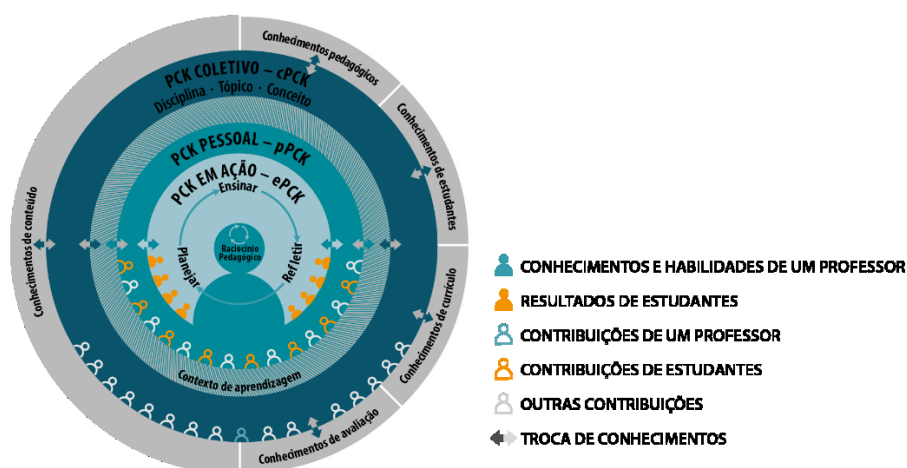 Conhecimentos pedagógicos
PCK COLETIVO – cPCK
Disciplina · Tópico · Conceito
Conhecimentos de estudantes
PCK PESSOAL – pPCK
PCK EM AÇÃO – ePCK
Ensinar
Conhecimentos de conteúdo
Raciocínio
Pedagógico
Planejar
Refletir
Conhecimentos de currículo
Contexto de aprendizagem
Conhecimentos de avaliação
CONHECIMENTOS E HABILIDADES DE UM PROFESSOR
RESULTADOS DE ESTUDANTES
CONTRIBUIÇÕES DE UM PROFESSOR
CONTRIBUIÇÕES DE ESTUDANTES
OUTRAS CONTRIBUIÇÕES
TROCA DE CONHECIMENTOS